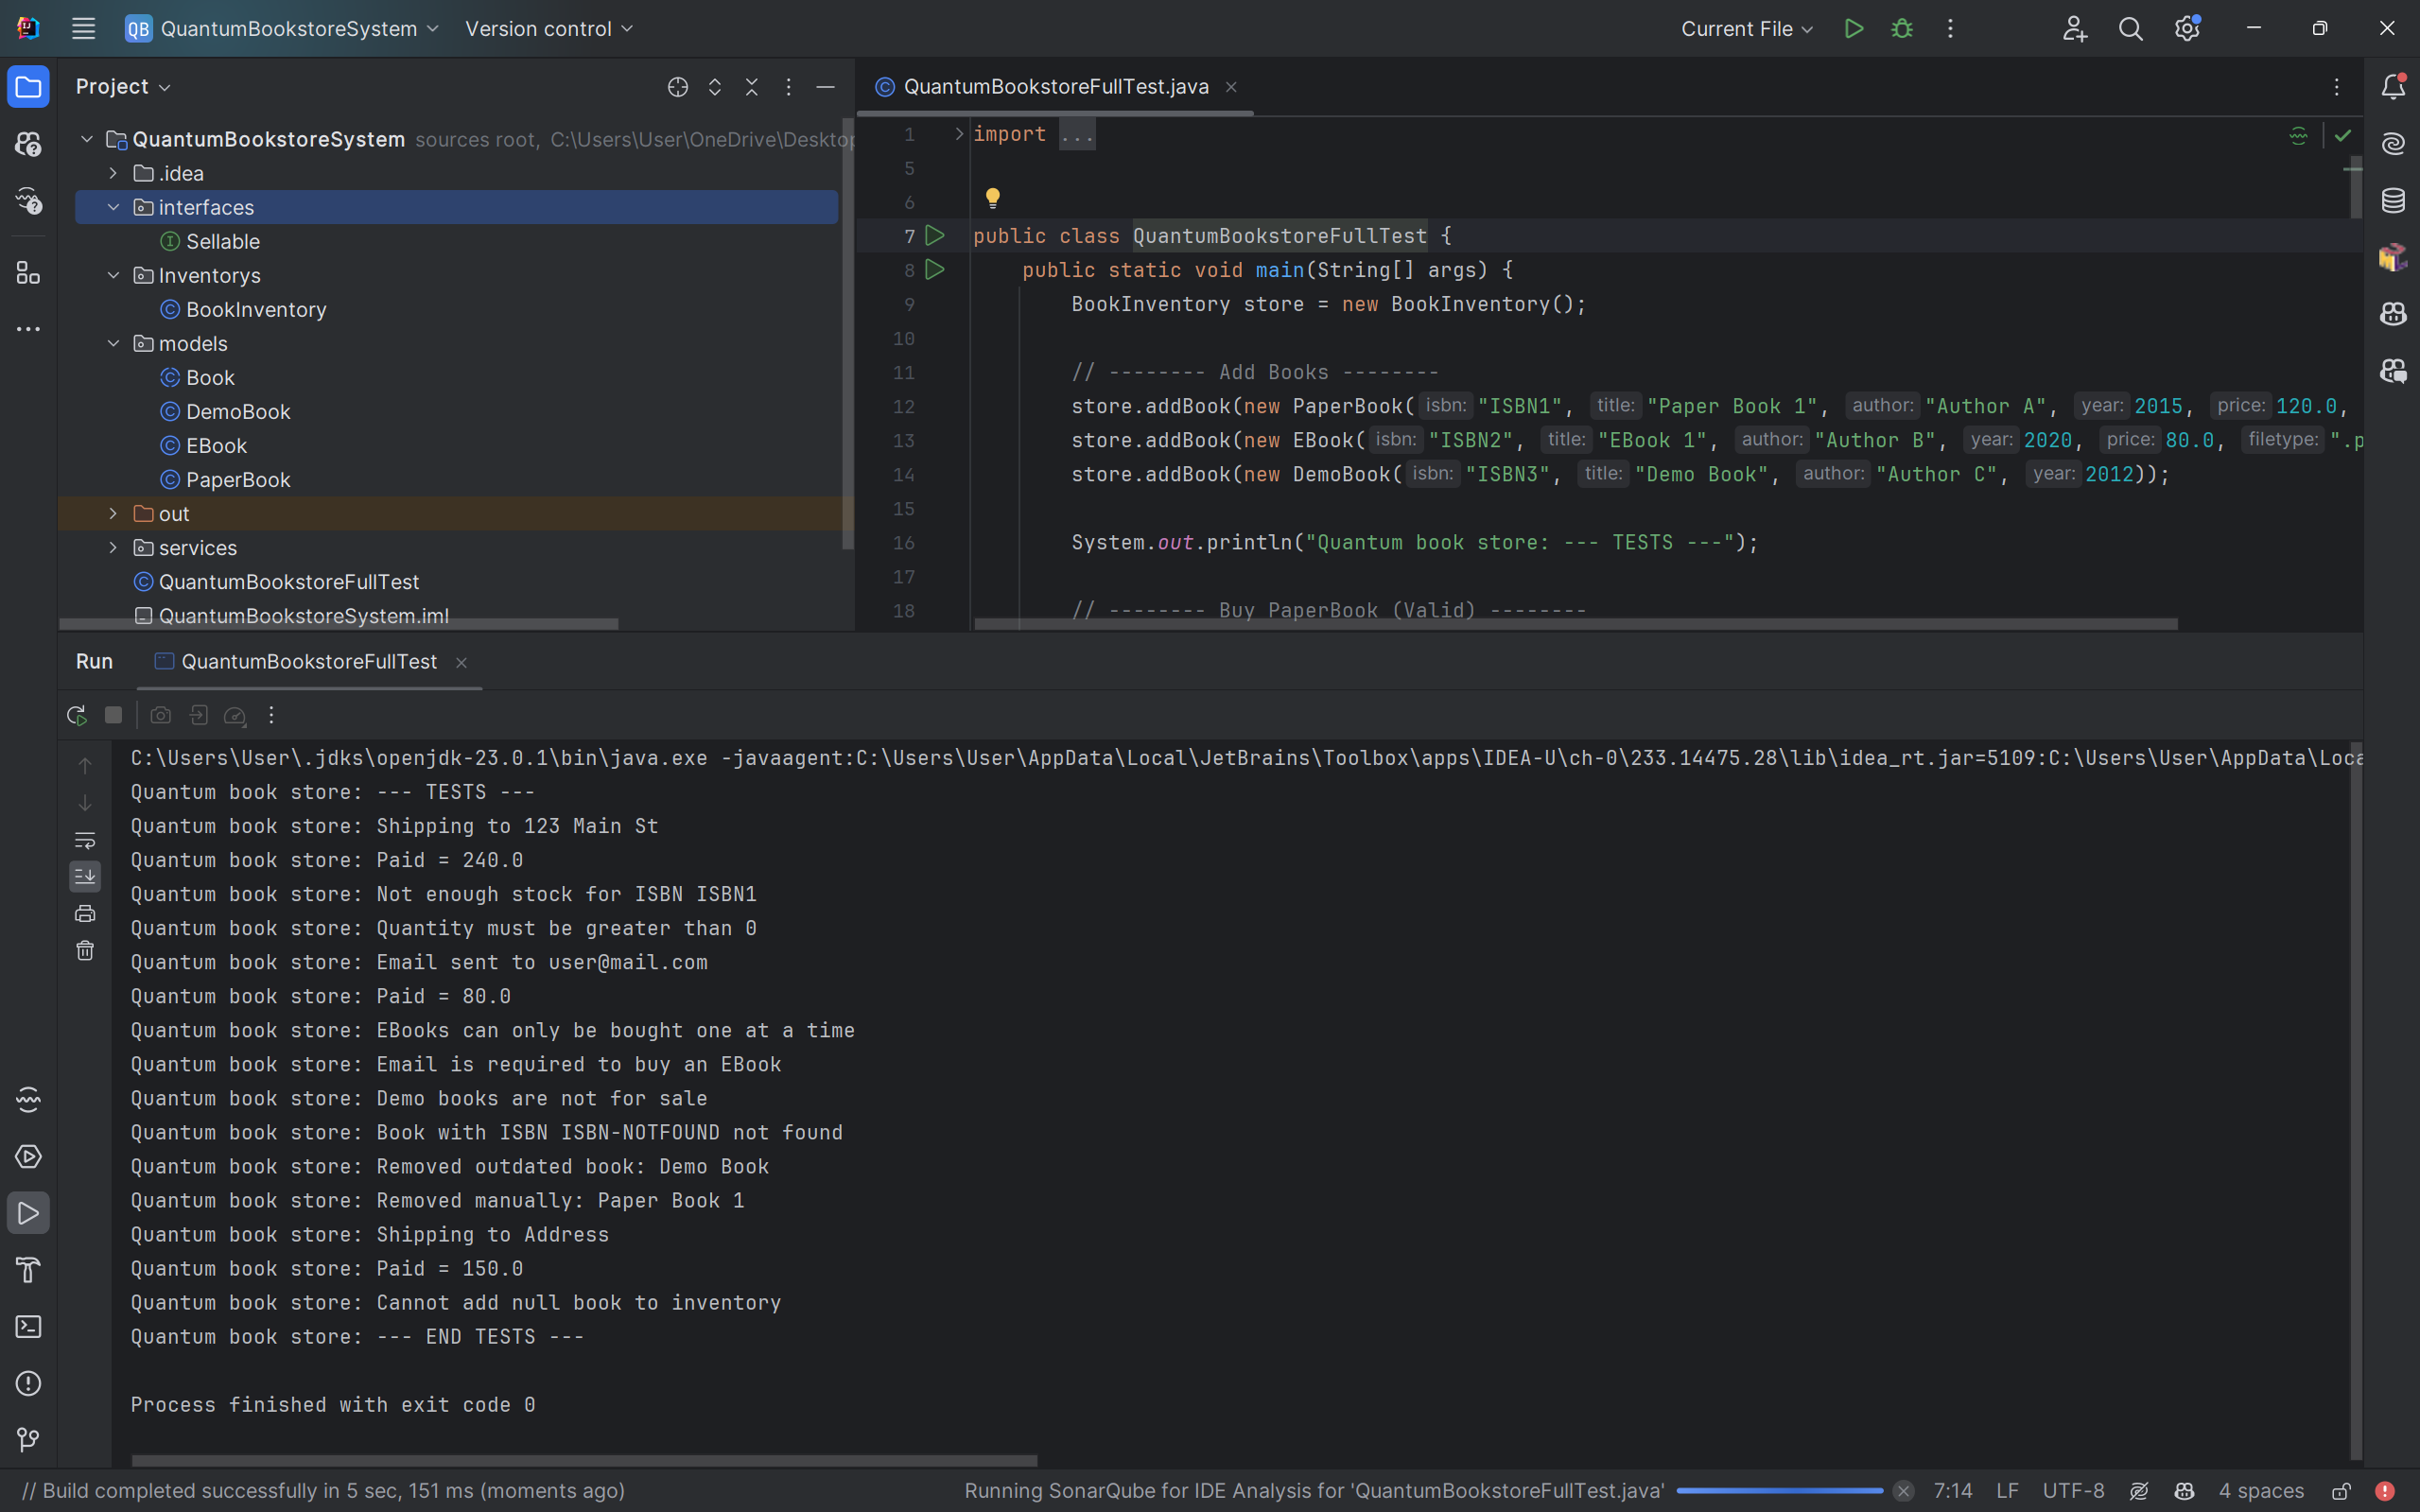 QB QuantumBookstoreSystem Version control Current File
Project
QuantumBookstoreFullTest.java
QuantumBookstoreSystem sources root, C:\Users\User\OneDrive\Desktop
.idea
interfaces
Sellable
Inventorys
BookInventory
models
Book
DemoBook
EBook
PaperBook
out
services
QuantumBookstoreFullTest
QuantumBookstoreSystem.iml
1 import ...
5
6
7 public class QuantumBookstoreFullTest {
8 public static void main(String[] args) {
9 BookInventory store = new BookInventory();
10
11 // -------- Add Books --------
12 store.addBook(new PaperBook( isbn: "ISBN1", title: "Paper Book 1", author: "Author A", year: 2015, price: 120.0,
13 store.addBook(new EBook( isbn: "ISBN2", title: "EBook 1", author: "Author B", year: 2020, price: 80.0, filetype: ".p
14 store.addBook(new DemoBook( isbn: "ISBN3", title: "Demo Book", author: "Author C", year: 2012));
15
16 System.out.println("Quantum book store: --- TESTS ---");
17
18 // -------- Buy PaperBook (Valid) --------
Run QuantumBookstoreFullTest
C:\Users\User\.jdks\openjdk-23.0.1\bin\java.exe -javaagent:C:\Users\User\AppData\Local\JetBrains\Toolbox\apps\IDEA-U\ch-0\233.14475.28\lib\idea_rt.jar=5109:C:\Users\User\AppData\Loca
Quantum book store: --- TESTS ---
Quantum book store: Shipping to 123 Main St
Quantum book store: Paid = 240.0
Quantum book store: Not enough stock for ISBN ISBN1
Quantum book store: Quantity must be greater than 0
Quantum book store: Email sent to user@mail.com
Quantum book store: Paid = 80.0
Quantum book store: EBooks can only be bought one at a time
Quantum book store: Email is required to buy an EBook
Quantum book store: Demo books are not for sale
Quantum book store: Book with ISBN ISBN-NOTFOUND not found
Quantum book store: Removed outdated book: Demo Book
Quantum book store: Removed manually: Paper Book 1
Quantum book store: Shipping to Address
Quantum book store: Paid = 150.0
Quantum book store: Cannot add null book to inventory
Quantum book store: --- END TESTS ---
Process finished with exit code 0
// Build completed successfully in 5 sec, 151 ms (moments ago) Running SonarQube for IDE Analysis for 'QuantumBookstoreFullTest.java' 7:14 LF UTF-8 4 spaces